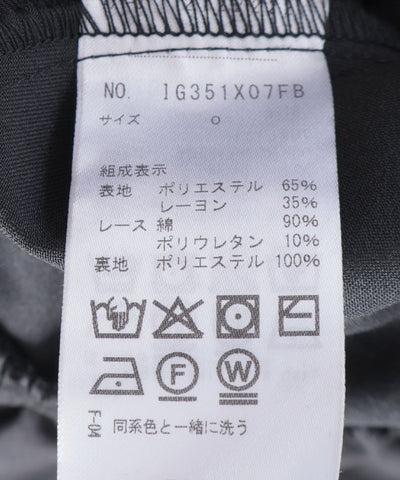 NO. IG351X07FB
サイズ 0
組成表示
表地 ポリエステル 65%
レーヨン 35%
レース 綿 90%
ポリウレタン 10%
裏地 ポリエステル 100%
F W
F-04 同系色と一緒に洗う